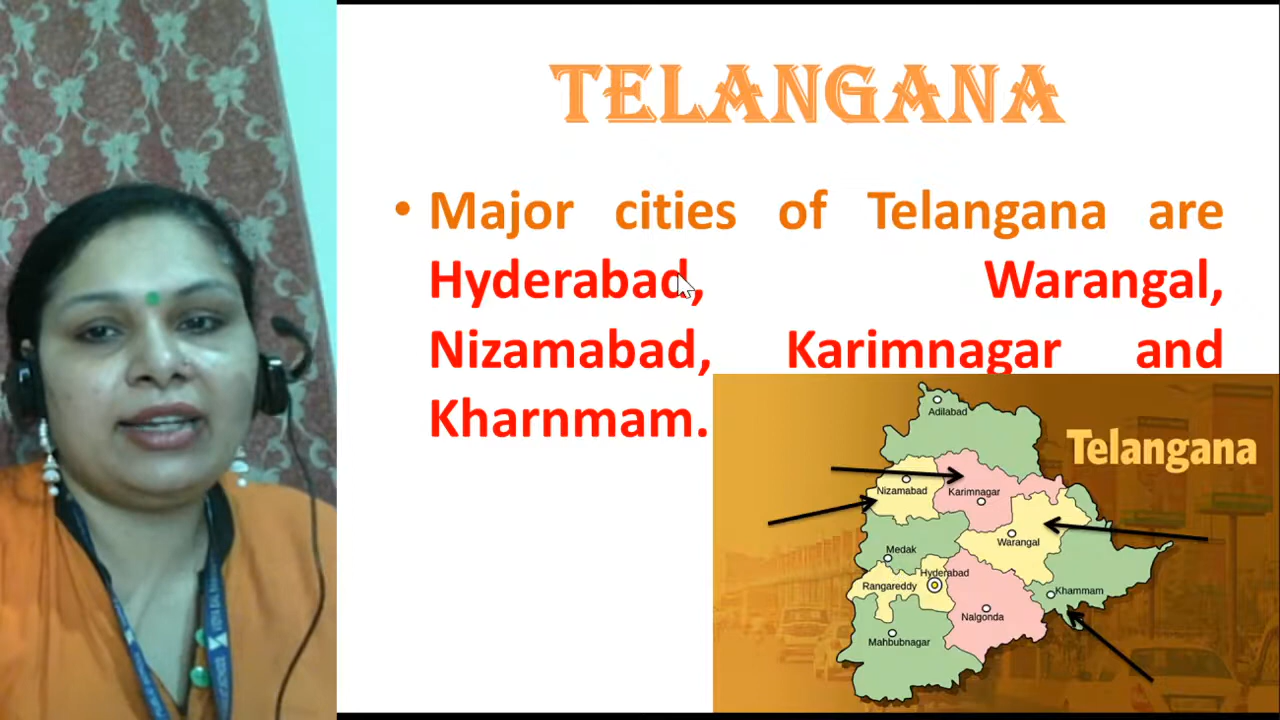 TELANGANA
• Major cities of Telangana are
Hyderabad, Warangal,
Nizamabad, Karimnagar and
Kharnmam.
Telangana
Adilabad
Nizamabad
Karimnagar
Warangal
Medak
Hyderabad
Rangareddy
Khammam
Nalgonda
Mahbubnagar